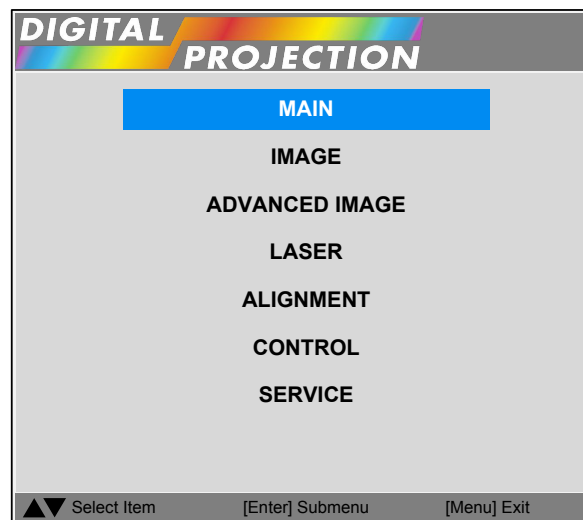 DIGITAL
PROJECTION
MAIN
IMAGE
ADVANCED IMAGE
LASER
ALIGNMENT
CONTROL
SERVICE
▲▼ Select Item [Enter] Submenu [Menu] Exit